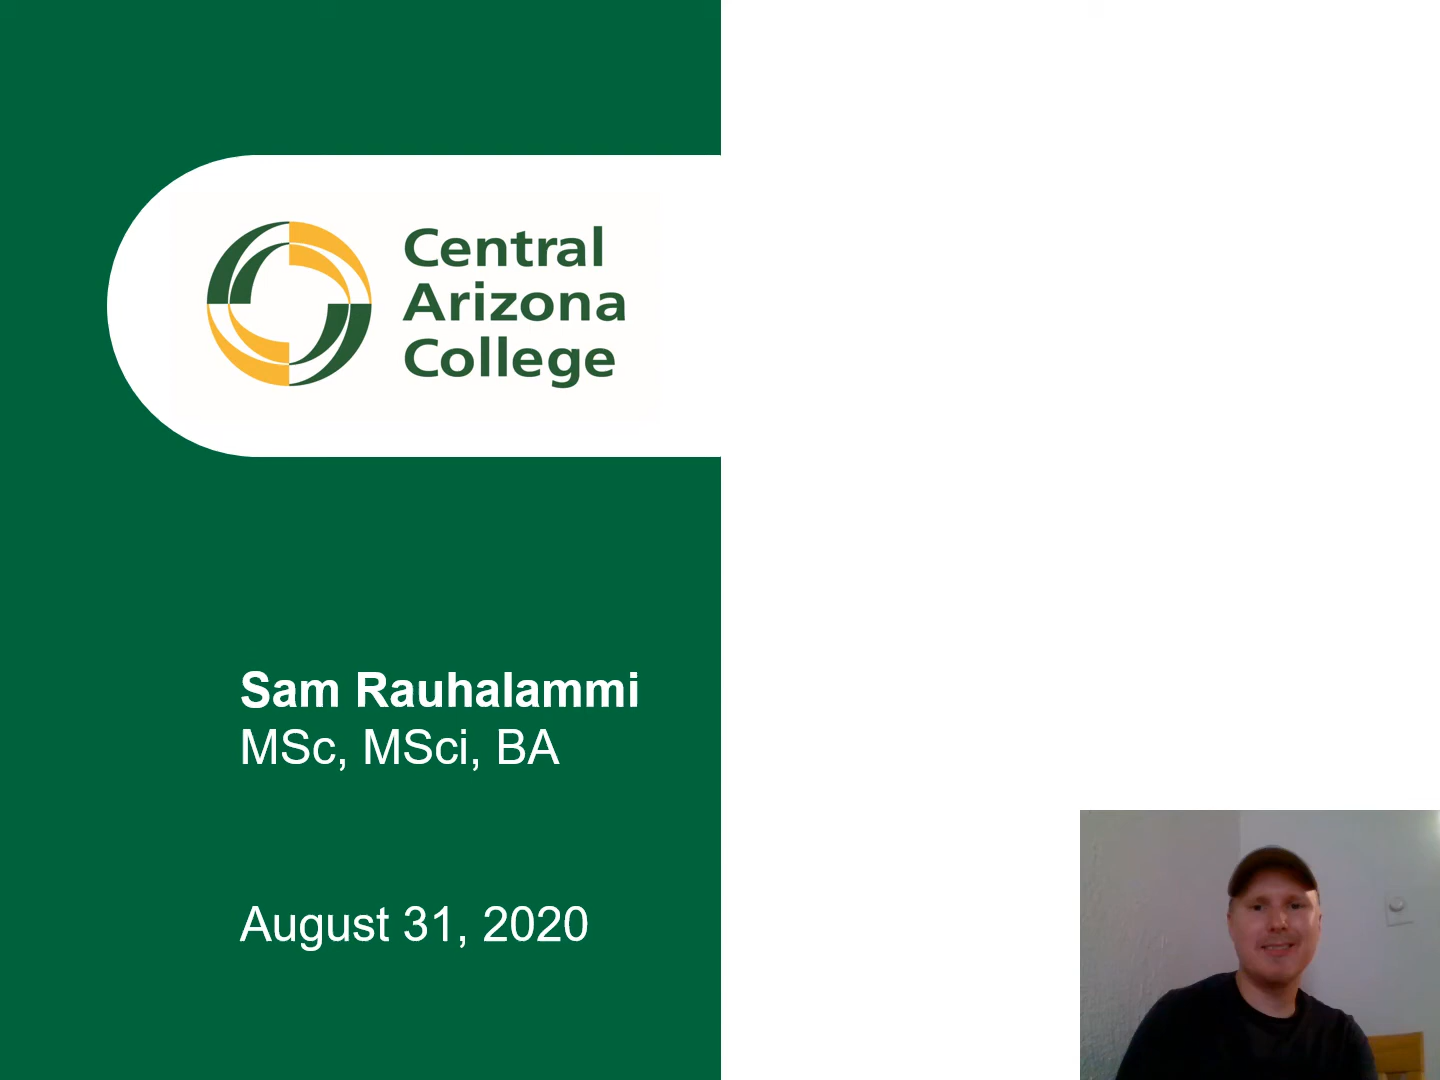 Central
Arizona
College
Sam Rauhalammi
MSc, MSci, BA
August 31, 2020